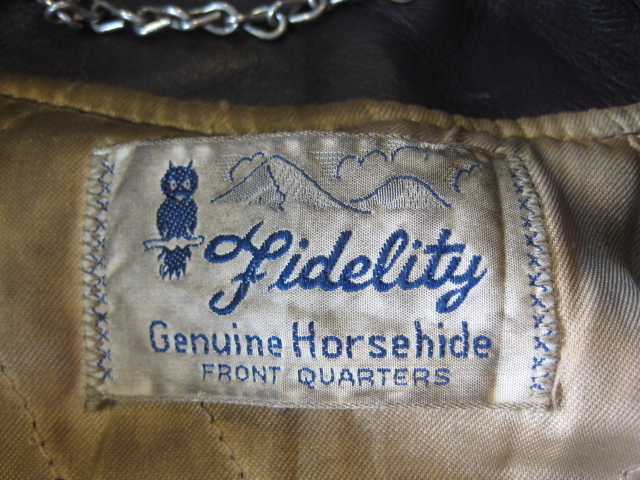 Fidelity
Genuine Horsehide
FRONT QUARTERS